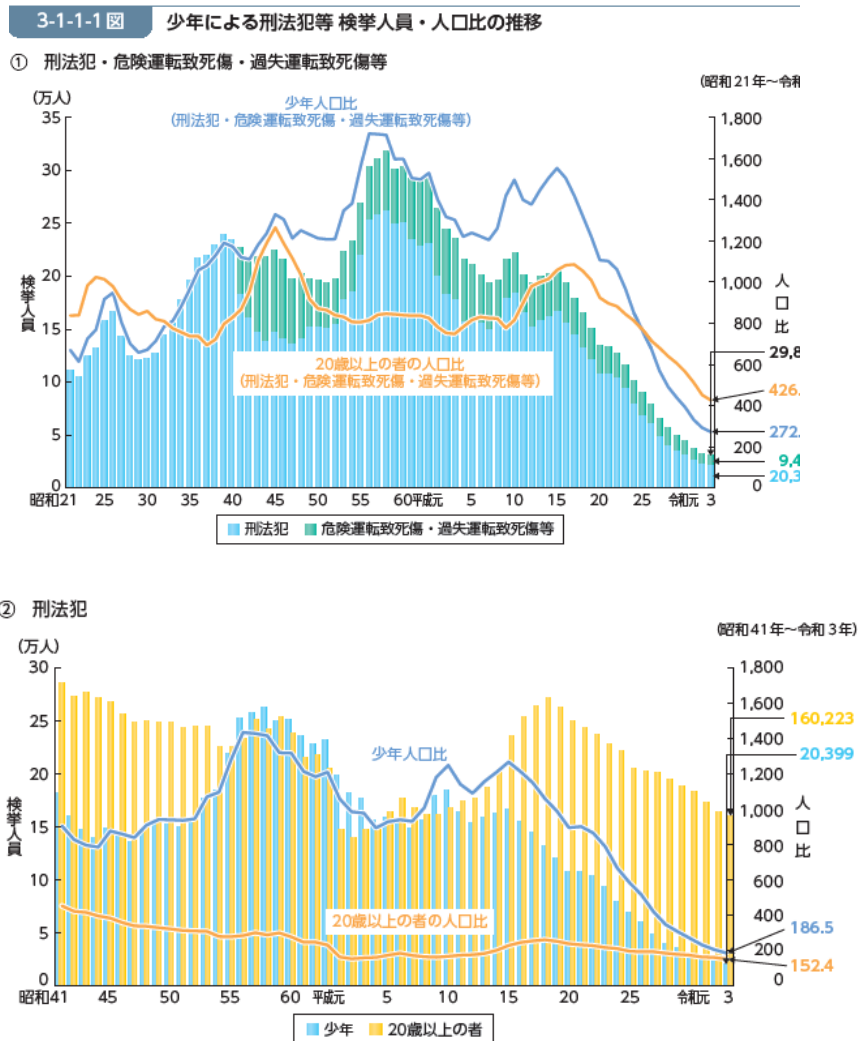 3-1-1-1図 少年による刑法犯等 検挙人員・人口比の推移
① 刑法犯・危険運転致死傷・過失運転致死傷等
(昭和21年～令和
(万人)
少年人口比
(刑法犯・危険運転致死傷・過失運転致死傷等)
35
30
25
20
15
10
5
0
検挙人員
1,800
1,600
1,400
1,200
1,000
800
600
400
200
0
人口比
20歳以上の者の人口比
(刑法犯・危険運転致死傷・過失運転致死傷等)
29,8
426.
272.
9,4
20,3
昭和21 25 30 35 40 45 50 55 60平成元 5 10 15 20 25 令和元 3
刑法犯 危険運転致死傷・過失運転致死傷等
② 刑法犯
(昭和41年～令和3年)
(万人)
30
25
20
15
10
5
0
検挙人員
1,800
1,600
1,400
1,200
1,000
800
600
400
200
0
人口比
160,223
20,399
少年人口比
20歳以上の者の人口比
186.5
152.4
昭和41 45 50 55 60 平成元 5 10 15 20 25 令和元 3
少年 20歳以上の者